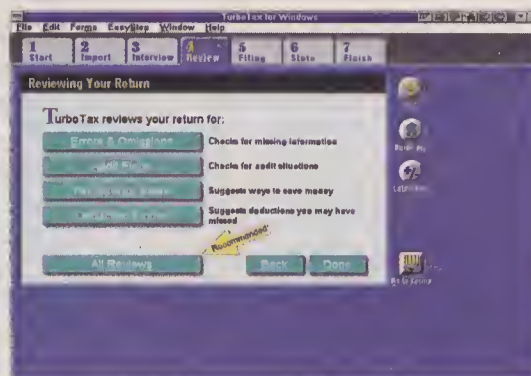 TurboTax for Windows
File Edit Forms EasyStep Window Help
1 2 3 4 5 6 7
Start Import Interview Review Filing State Finish
Reviewing Your Return
TurboTax reviews your return for:
Errors & Omissions Checks for missing information
Checks for audit situations
Suggests ways to save money
Suggests deductions you may have
missed
Recommended
All Reviews Back Done